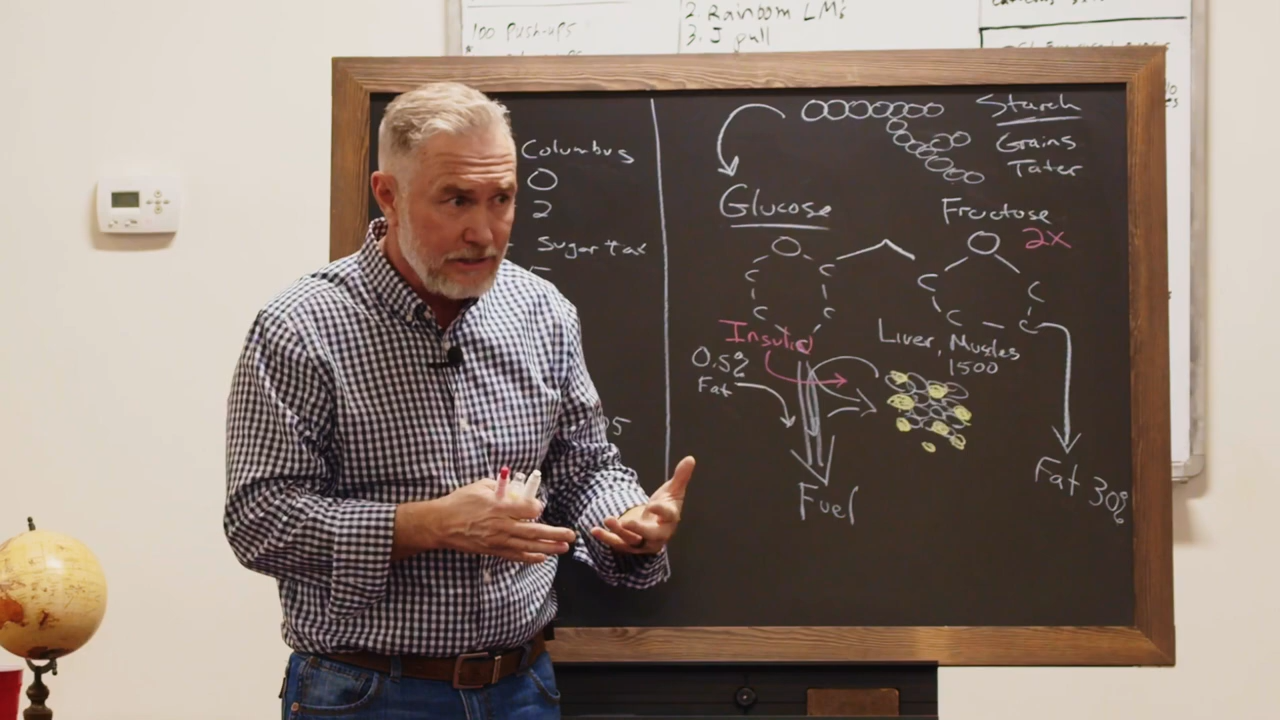 100 PUSH-UPS
2. Rainbom LMs
3. J pull
Columbus
O
2
Sugar tax
Starch
Grains
Tater
Glucose
Fructose
2x
O
O
C
C
C
C
C
C
C
C
Insulin
0.5%
Fat
Liver, Muscles
1500
Fuel
Fat 30%